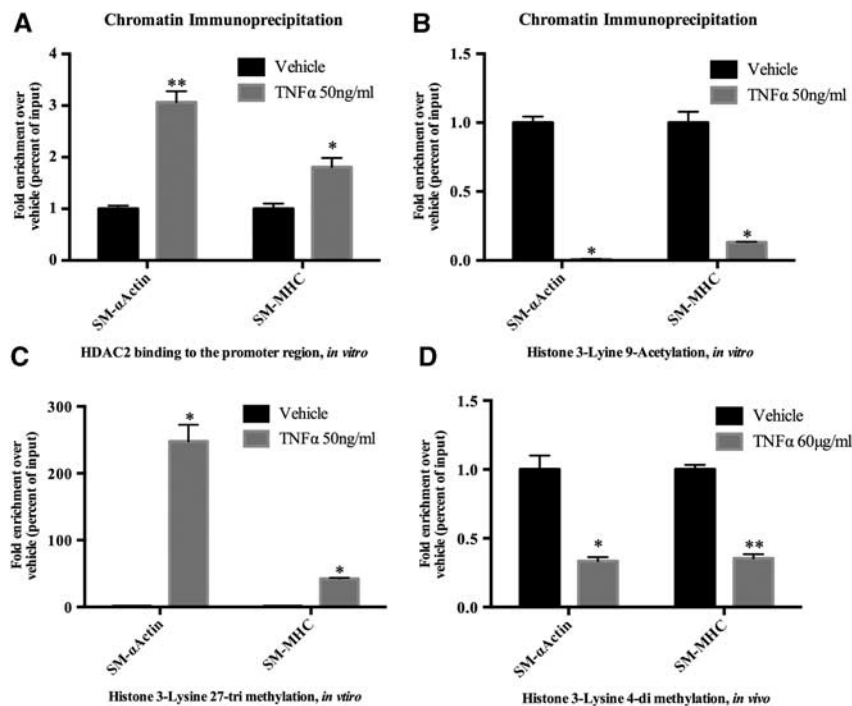 A
Chromatin Immunoprecipitation
Fold enrichment over
vehicle (percent of input)
4
3
2
1
0
Vehicle
TNFα 50ng/ml
**
*
SM-αActin
SM-MHC
HDAC2 binding to the promoter region, in vitro
B
Chromatin Immunoprecipitation
Fold enrichment over
vehicle (percent of input)
1.5
1.0
0.5
0.0
Vehicle
TNFα 50ng/ml
*
*
SM-αActin
SM-MHC
Histone 3-Lyine 9-Acetylation, in vitro
C
Fold enrichment over
vehicle (percent of input)
300
200
100
0
Vehicle
TNFα 50ng/ml
*
*
SM-αActin
SM-MHC
Histone 3-Lysine 27-tri methylation, in vtiro
D
Fold enrichment over
vehicle (percent of input)
1.5
1.0
0.5
0.0
Vehicle
TNFα 60µg/ml
*
**
SM-αActin
SM-MHC
Histone 3-Lysine 4-di methylation, in vivo